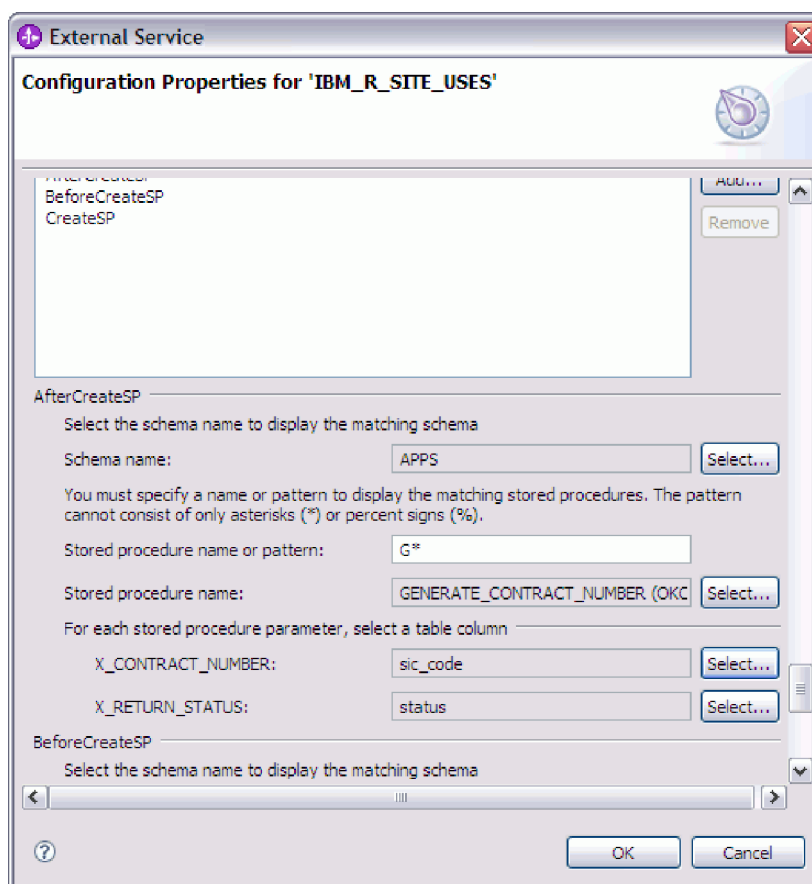 External Service
Configuration Properties for 'IBM_R_SITE_USES'
AfterCreateSP
Add...
BeforeCreateSP
CreateSP
Remove
AfterCreateSP
Select the schema name to display the matching schema
Schema name:
APPS
Select...
You must specify a name or pattern to display the matching stored procedures. The pattern
cannot consist of only asterisks (*) or percent signs (%).
Stored procedure name or pattern:
G*
Stored procedure name:
GENERATE_CONTRACT_NUMBER (OKC
Select...
For each stored procedure parameter, select a table column
X_CONTRACT_NUMBER:
sic_code
Select...
X_RETURN_STATUS:
status
Select...
BeforeCreateSP
Select the schema name to display the matching schema
?
OK
Cancel